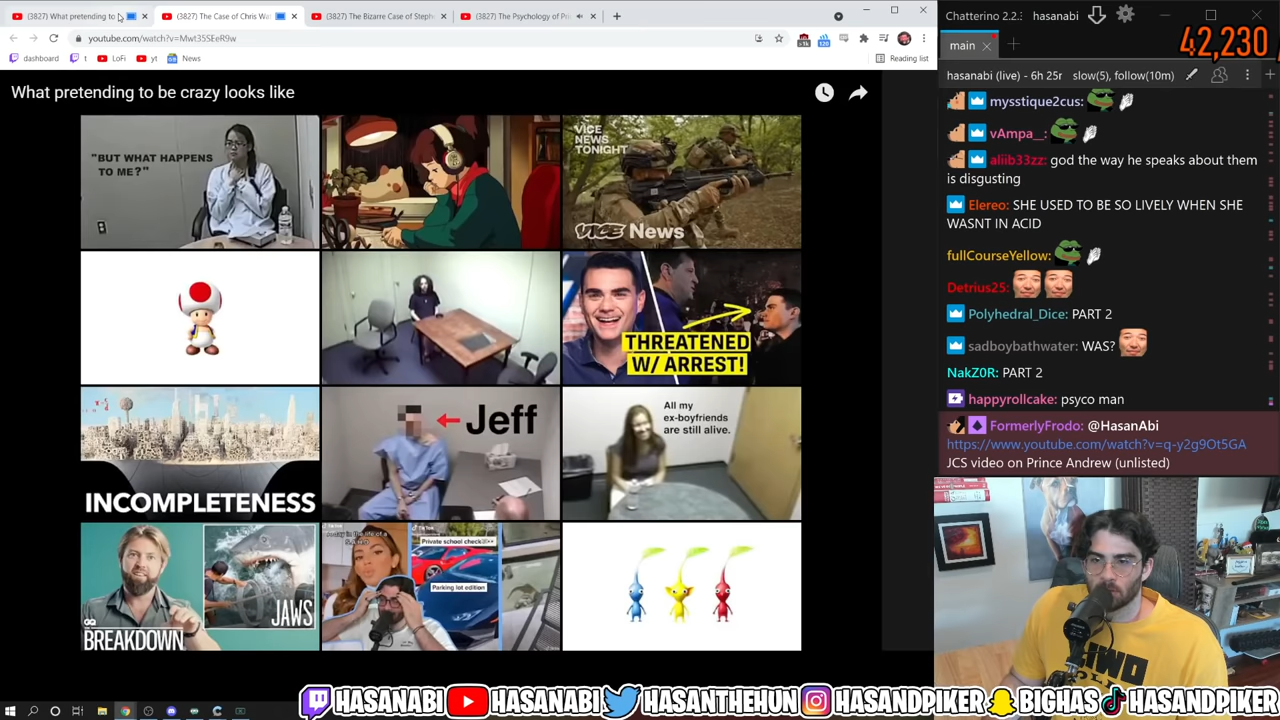 (3827) What pretending to b
(3827) The Case of Chris Wat
(3827) The Bizarre Case of Steph
(3827) The Psychology of Pr
youtube.com/watch?v=Mwt35SEeR9w
dashboard
t
LoFi
yt
News
Reading list
What pretending to be crazy looks like
"BUT WHAT HAPPENS
TO ME?"
VICE
NEWS
TONIGHT
VICE News
THREATENED
W/ ARREST!
INCOMPLETENESS
Jeff
All my
ex-boyfriends
are still alive.
GQ
BREAKDOWN
JAWS
TikTok
Private school check
Parking lot edition
Chatterino 2.2.
hasanabi
main
42,230
hasanabi (live) - 6h 25
slow(5), follow(10m)
mysstique2cus:
vAmpa__:
aliib33zz: god the way he speaks about them
is disgusting
Elereo: SHE USED TO BE SO LIVELY WHEN SHE
WASNT IN ACID
fullCourseYellow:
Detrius25:
Polyhedral_Dice: PART 2
sadboybathwater: WAS?
NakZ0R: PART 2
happyrollcake: psyco man
FormerlyFrodo: @HasanAbi
https://www.youtube.com/watch?v=q-y2g9Ot5GA
JCS video on Prince Andrew (unlisted)
HASANABI
HASANABI
HASANTHEHUN
HASANDPIKER
BIGHAS
HASANDPIKER